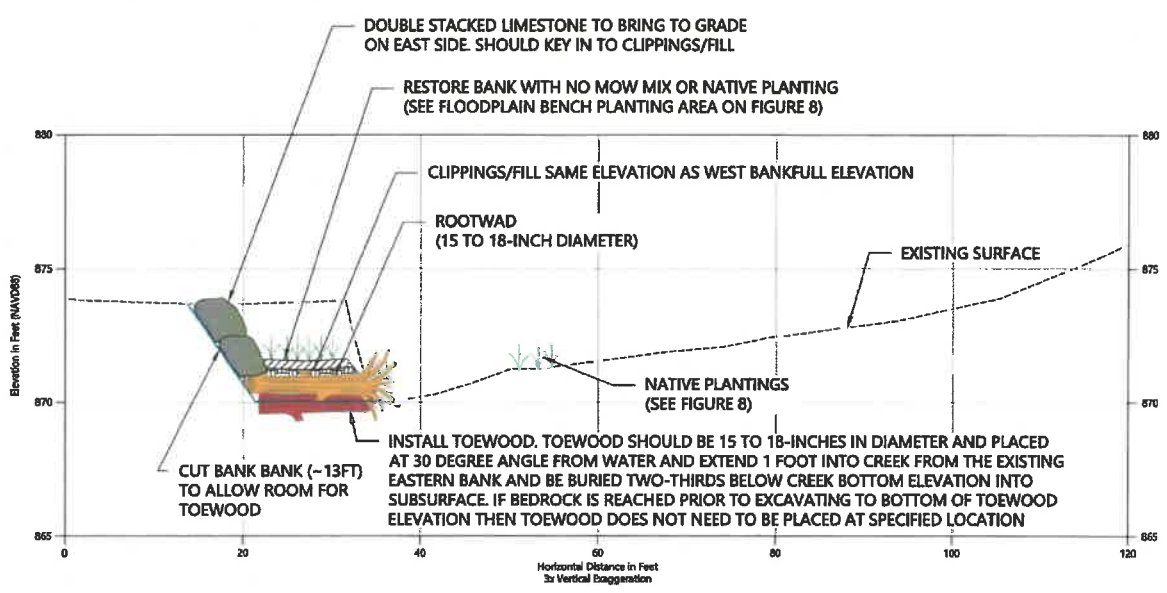 DOUBLE STACKED LIMESTONE TO BRING TO GRADE
ON EAST SIDE. SHOULD KEY IN TO CLIPPINGS/FILL
RESTORE BANK WITH NO MOW MIX OR NATIVE PLANTING
(SEE FLOODPLAIN BENCH PLANTING AREA ON FIGURE 8)
880
880
CLIPPINGS/FILL SAME ELEVATION AS WEST BANKFULL ELEVATION
ROOTWAD
(15 TO 18-INCH DIAMETER)
EXISTING SURFACE
875
875
Elevation in Feet (NAVD88)
NATIVE PLANTINGS
(SEE FIGURE 8)
870
870
INSTALL TOEWOOD. TOEWOOD SHOULD BE 15 TO 18-INCHES IN DIAMETER AND PLACED
AT 30 DEGREE ANGLE FROM WATER AND EXTEND 1 FOOT INTO CREEK FROM THE EXISTING
EASTERN BANK AND BE BURIED TWO-THIRDS BELOW CREEK BOTTOM ELEVATION INTO
SUBSURFACE. IF BEDROCK IS REACHED PRIOR TO EXCAVATING TO BOTTOM OF TOEWOOD
ELEVATION THEN TOEWOOD DOES NOT NEED TO BE PLACED AT SPECIFIED LOCATION
CUT BANK BANK (~13FT)
TO ALLOW ROOM FOR
TOEWOOD
865
865
0
20
40
60
80
100
120
Horizontal Distance in Feet
3x Vertical Exaggeration